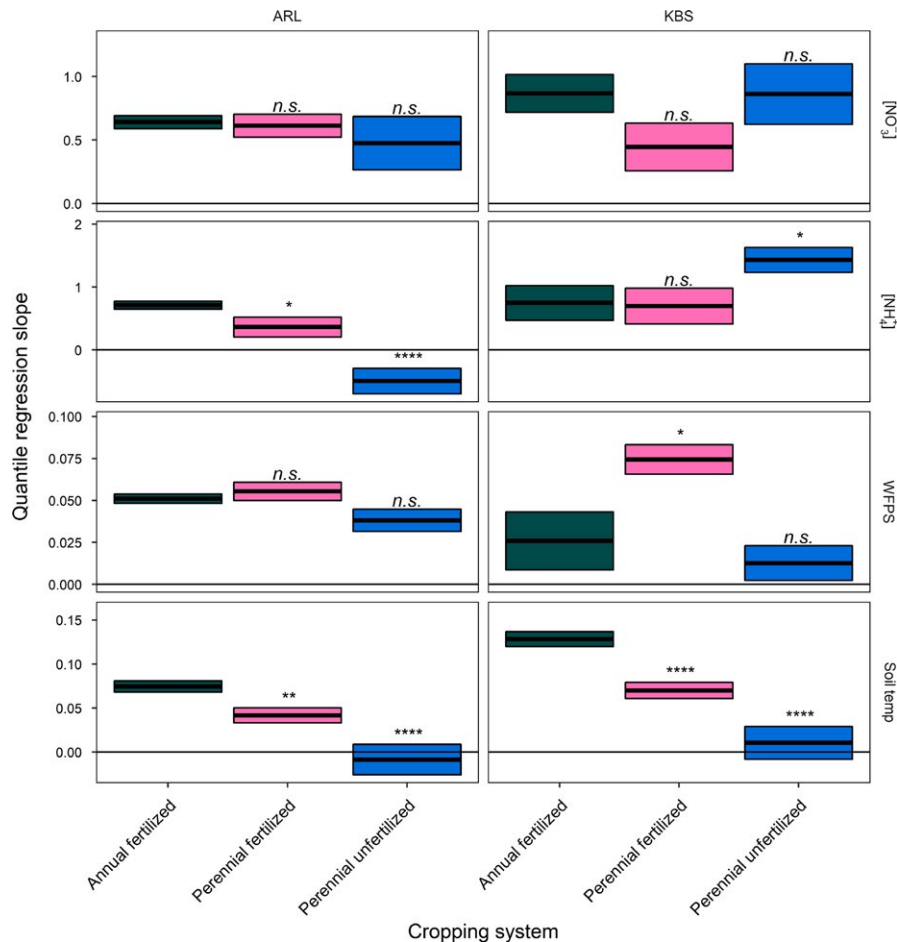 ARL KBS
Quantile regression slope
1.0
0.5
0.0
n.s. n.s. n.s. n.s.
[NO₃⁻]
2
1
0
* **** n.s. *
[NH₄⁺]
0.100
0.075
0.050
0.025
0.000
n.s. n.s. * n.s.
WFPS
0.15
0.10
0.05
0.00
** **** **** ****
Soil temp
Annual fertilized Perennial fertilized Perennial unfertilized Annual fertilized Perennial fertilized Perennial unfertilized
Cropping system